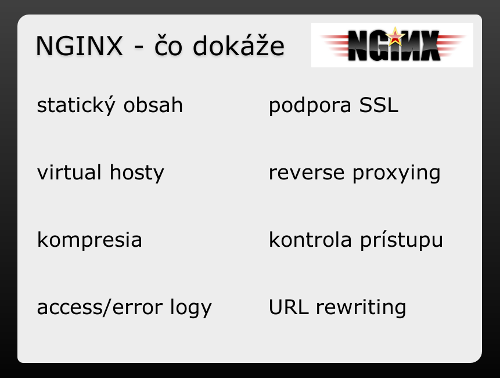 NGINX - čo dokáže
NGINX
statický obsah
podpora SSL
virtual hosty
reverse proxying
kompresia
kontrola prístupu
access/error logy
URL rewriting